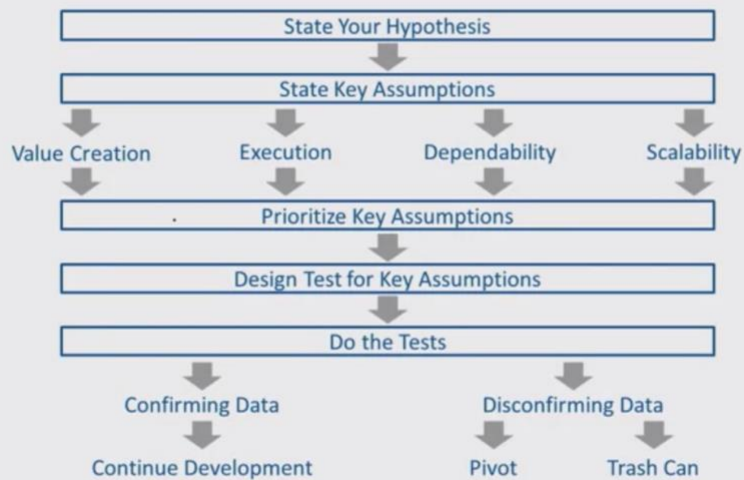 State Your Hypothesis
State Key Assumptions
Value Creation
Execution
Dependability
Scalability
Prioritize Key Assumptions
Design Test for Key Assumptions
Do the Tests
Confirming Data
Disconfirming Data
Continue Development
Pivot
Trash Can